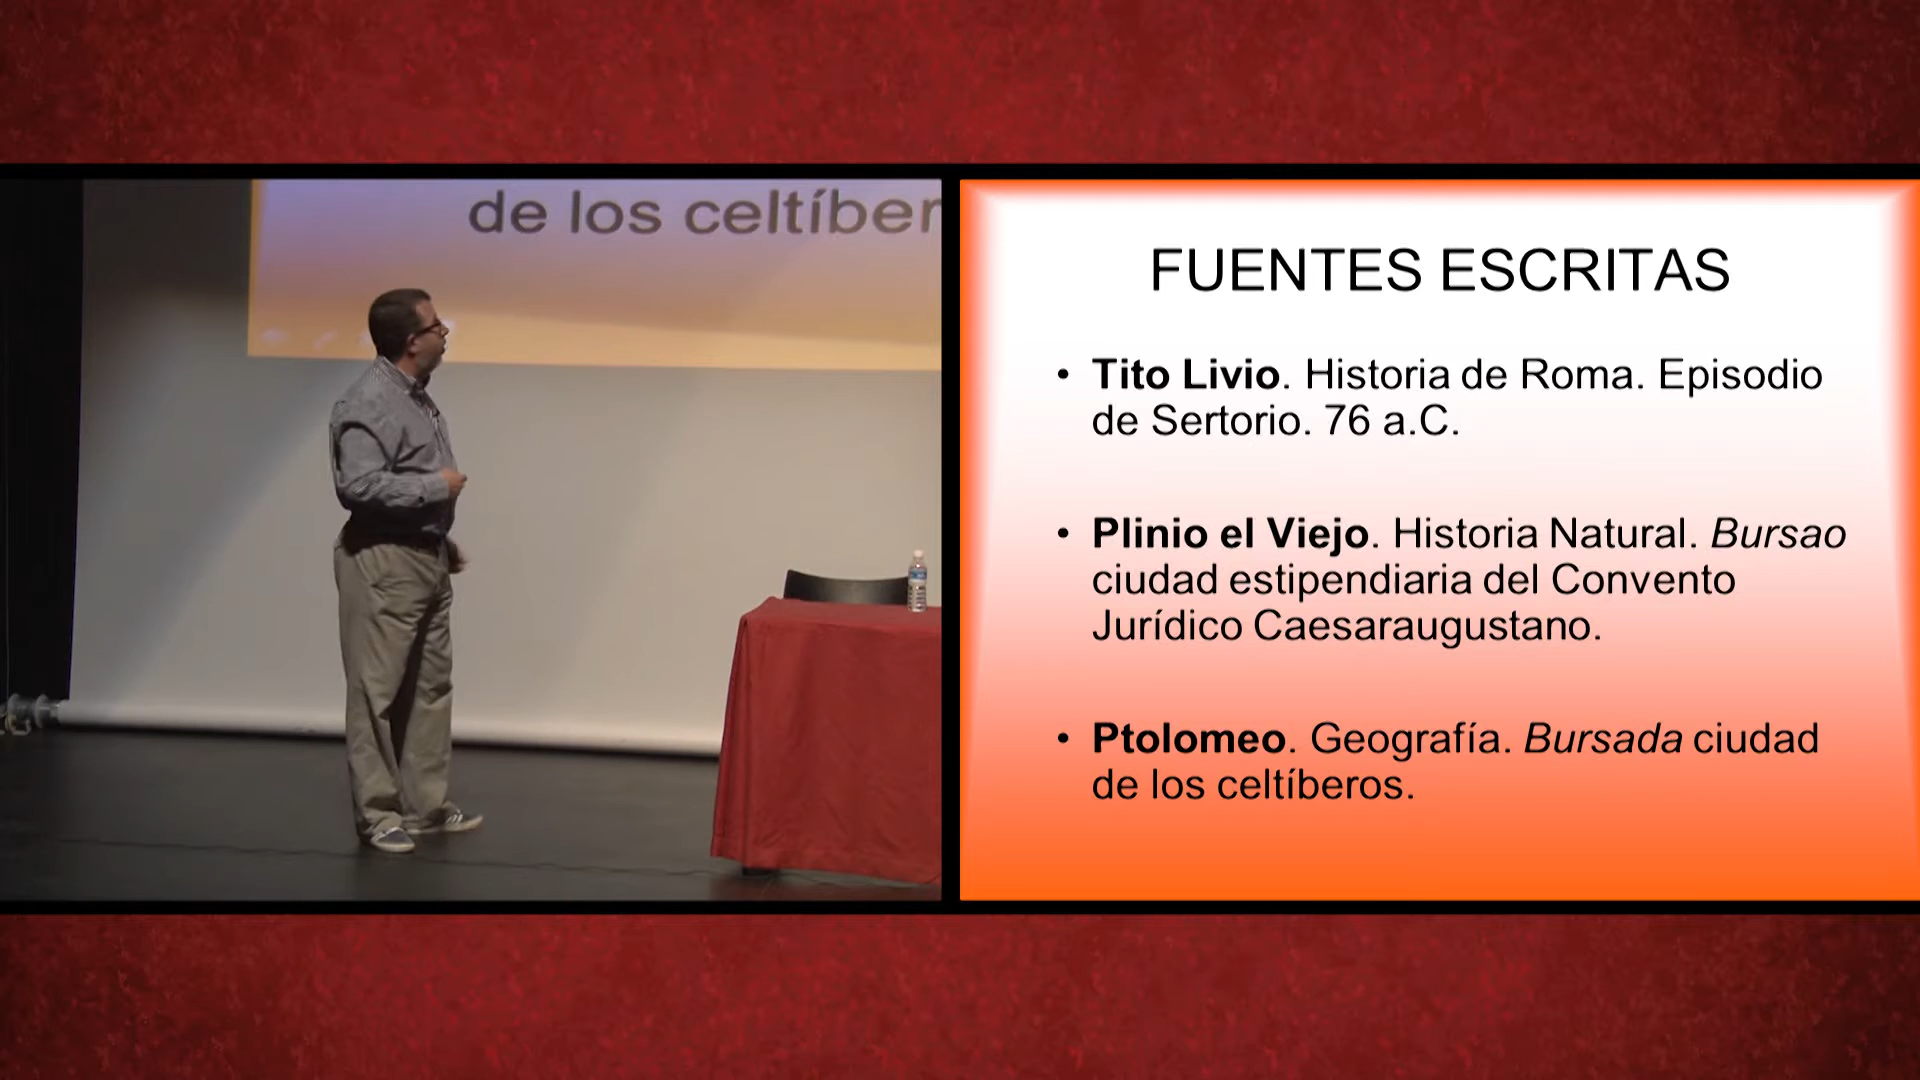 de los celtíber
FUENTES ESCRITAS
• Tito Livio. Historia de Roma. Episodio
de Sertorio. 76 a.C.
• Plinio el Viejo. Historia Natural. Bursao
ciudad estipendiaria del Convento
Jurídico Caesaraugustano.
• Ptolomeo. Geografía. Bursada ciudad
de los celtíberos.